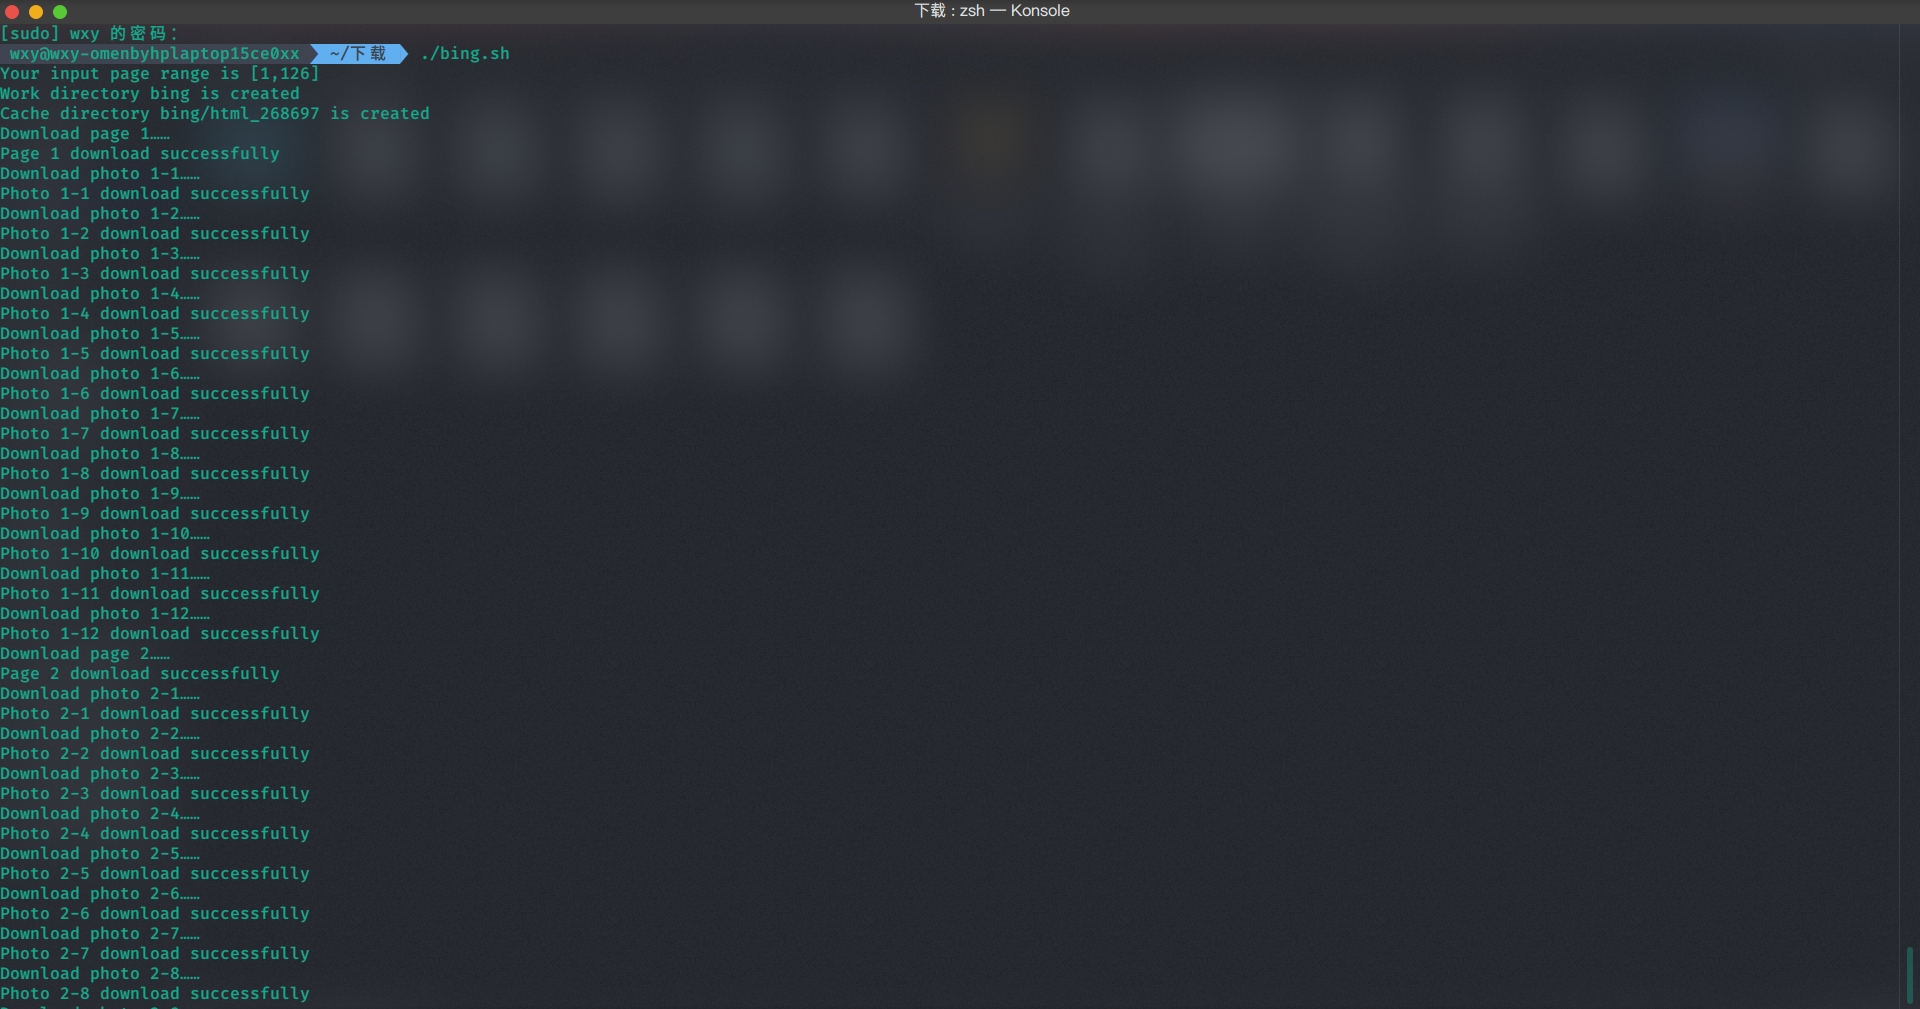 下载 : zsh — Konsole
[sudo] wxy 的密码：
wxy@wxy-omenbyhplaptop15ce0xx ~/下载 ./bing.sh
Your input page range is [1,126]
Work directory bing is created
Cache directory bing/html_268697 is created
Download page 1……
Page 1 download successfully
Download photo 1-1……
Photo 1-1 download successfully
Download photo 1-2……
Photo 1-2 download successfully
Download photo 1-3……
Photo 1-3 download successfully
Download photo 1-4……
Photo 1-4 download successfully
Download photo 1-5……
Photo 1-5 download successfully
Download photo 1-6……
Photo 1-6 download successfully
Download photo 1-7……
Photo 1-7 download successfully
Download photo 1-8……
Photo 1-8 download successfully
Download photo 1-9……
Photo 1-9 download successfully
Download photo 1-10……
Photo 1-10 download successfully
Download photo 1-11……
Photo 1-11 download successfully
Download photo 1-12……
Photo 1-12 download successfully
Download page 2……
Page 2 download successfully
Download photo 2-1……
Photo 2-1 download successfully
Download photo 2-2……
Photo 2-2 download successfully
Download photo 2-3……
Photo 2-3 download successfully
Download photo 2-4……
Photo 2-4 download successfully
Download photo 2-5……
Photo 2-5 download successfully
Download photo 2-6……
Photo 2-6 download successfully
Download photo 2-7……
Photo 2-7 download successfully
Download photo 2-8……
Photo 2-8 download successfully